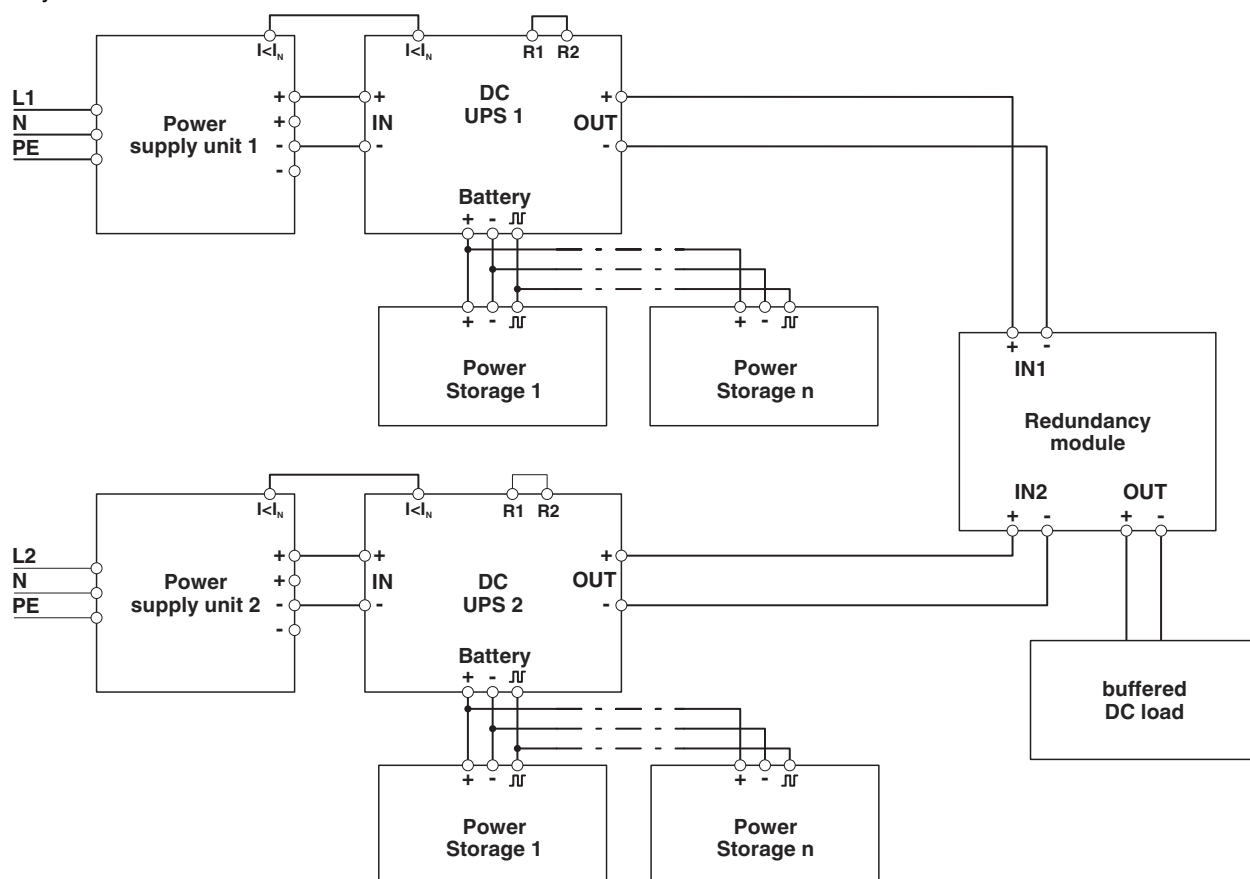 I<IN
I<IN
R1 R2
L1
N
PE
Power
supply unit 1
+
+
-
-
+
IN
-
DC
UPS 1
+
OUT
-
Battery
+ -
+ -
Power
Storage 1
+ -
Power
Storage n
+ -
IN1
Redundancy
module
IN2 OUT
+ - + -
I<IN
I<IN
R1 R2
L2
N
PE
Power
supply unit 2
+
+
-
-
+
IN
-
DC
UPS 2
+
OUT
-
Battery
+ -
+ -
Power
Storage 1
+ -
Power
Storage n
buffered
DC load